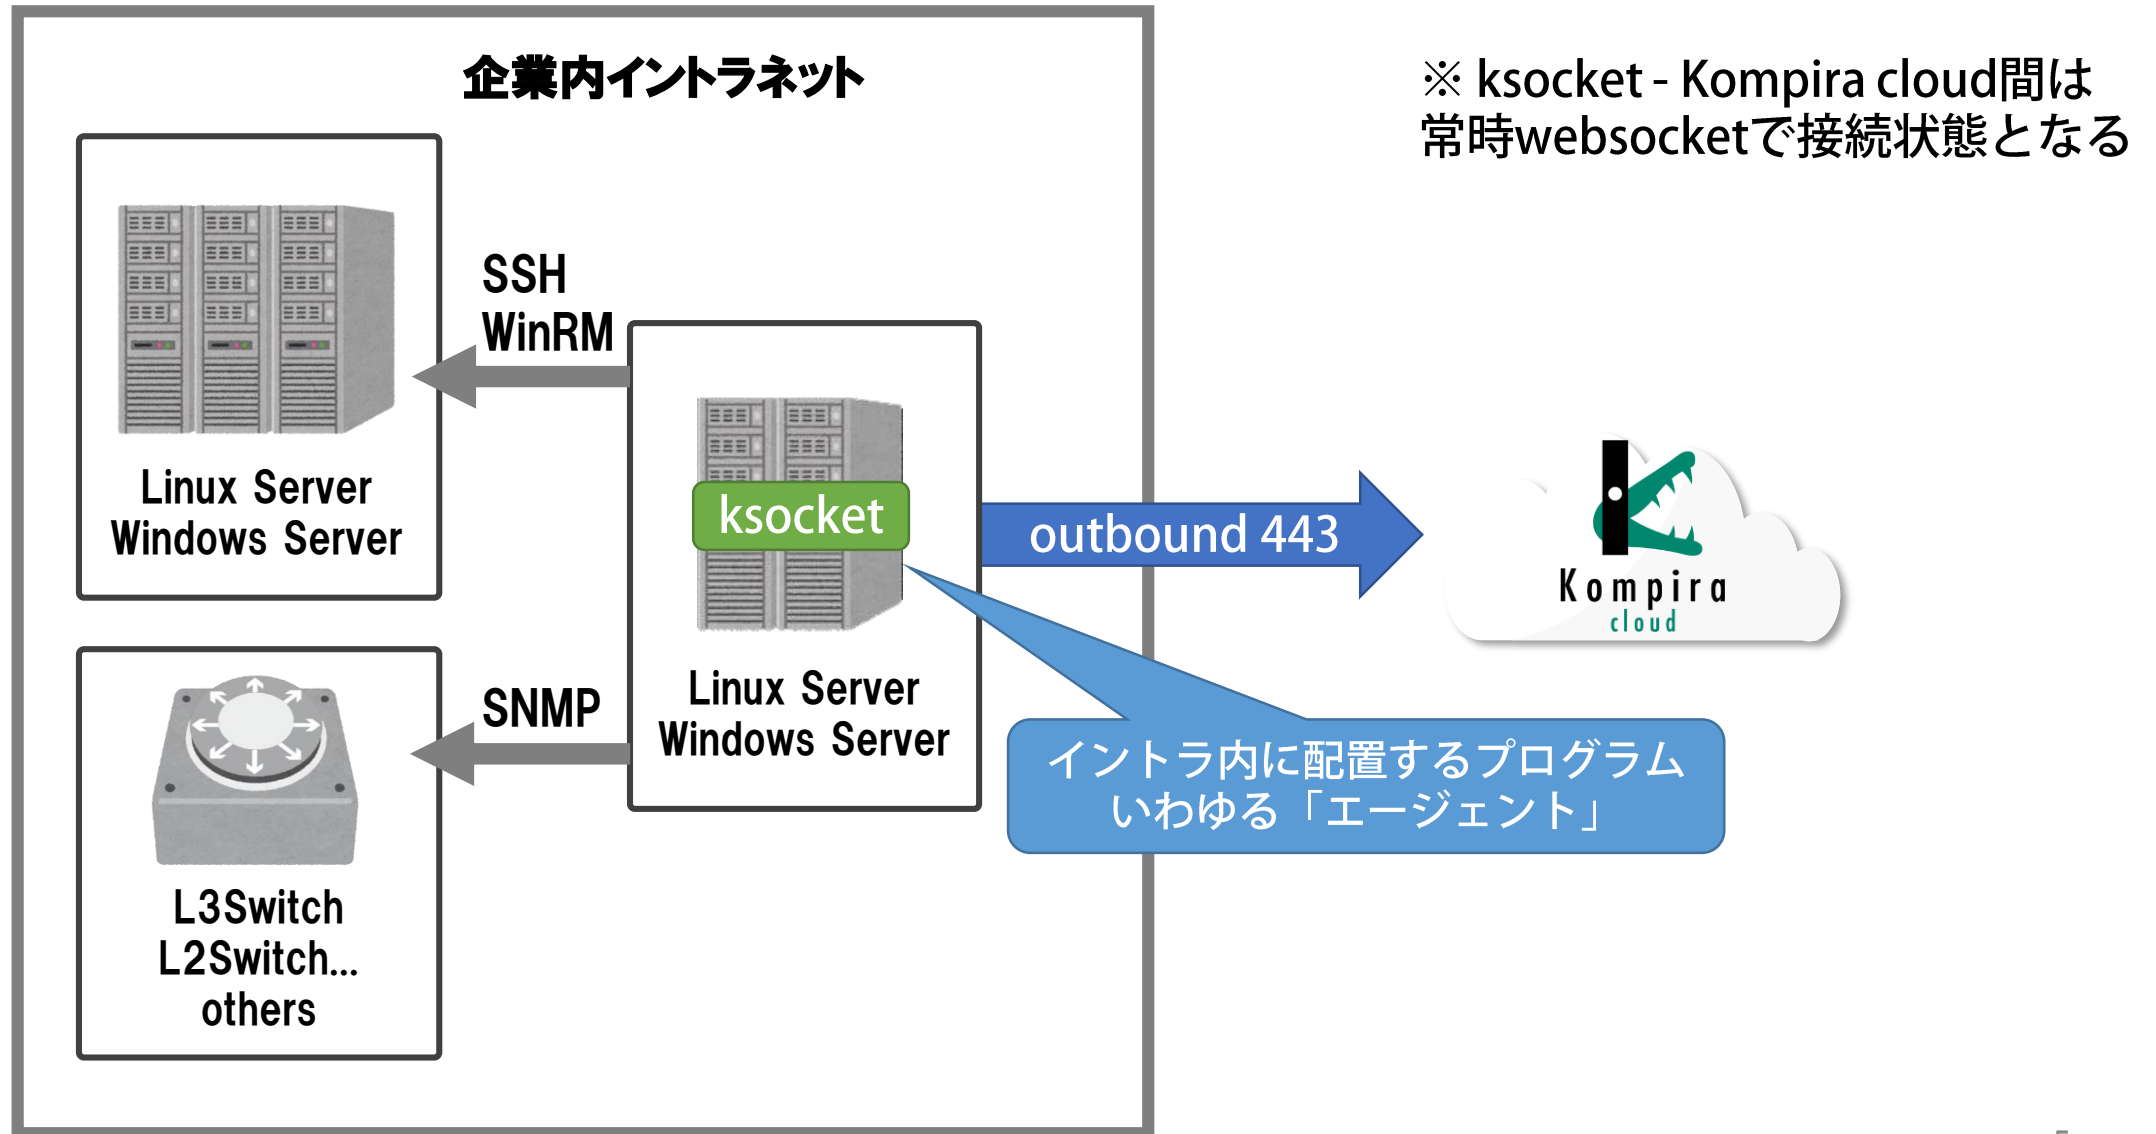 企業内イントラネット
※ ksocket - Kompira cloud間は
常時websocketで接続状態となる
SSH
WinRM
Linux Server
Windows Server
ksocket
outbound 443
Kompira
cloud
Linux Server
Windows Server
SNMP
イントラ内に配置するプログラム
いわゆる「エージェント」
L3Switch
L2Switch...
others